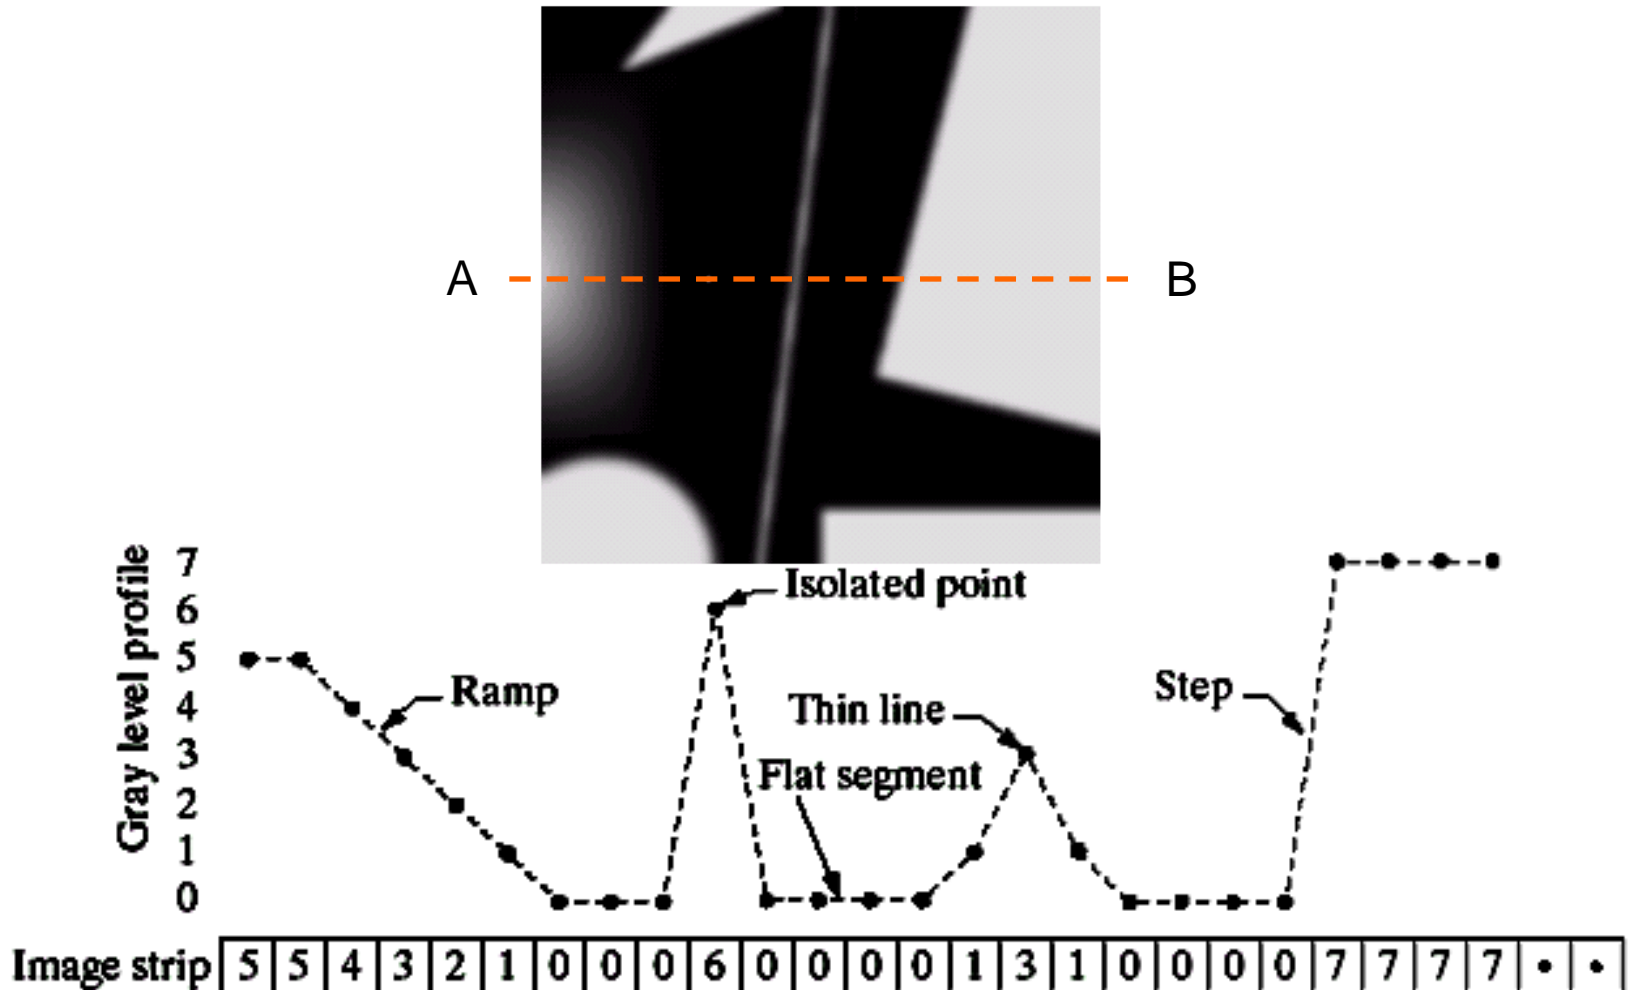 A
B
Gray level profile
7
6
5
4
3
2
1
0
Isolated point
Ramp
Thin line
Flat segment
Step
Image strip 5 5 4 3 2 1 0 0 0 6 0 0 0 0 1 3 1 0 0 0 0 7 7 7 7 • •